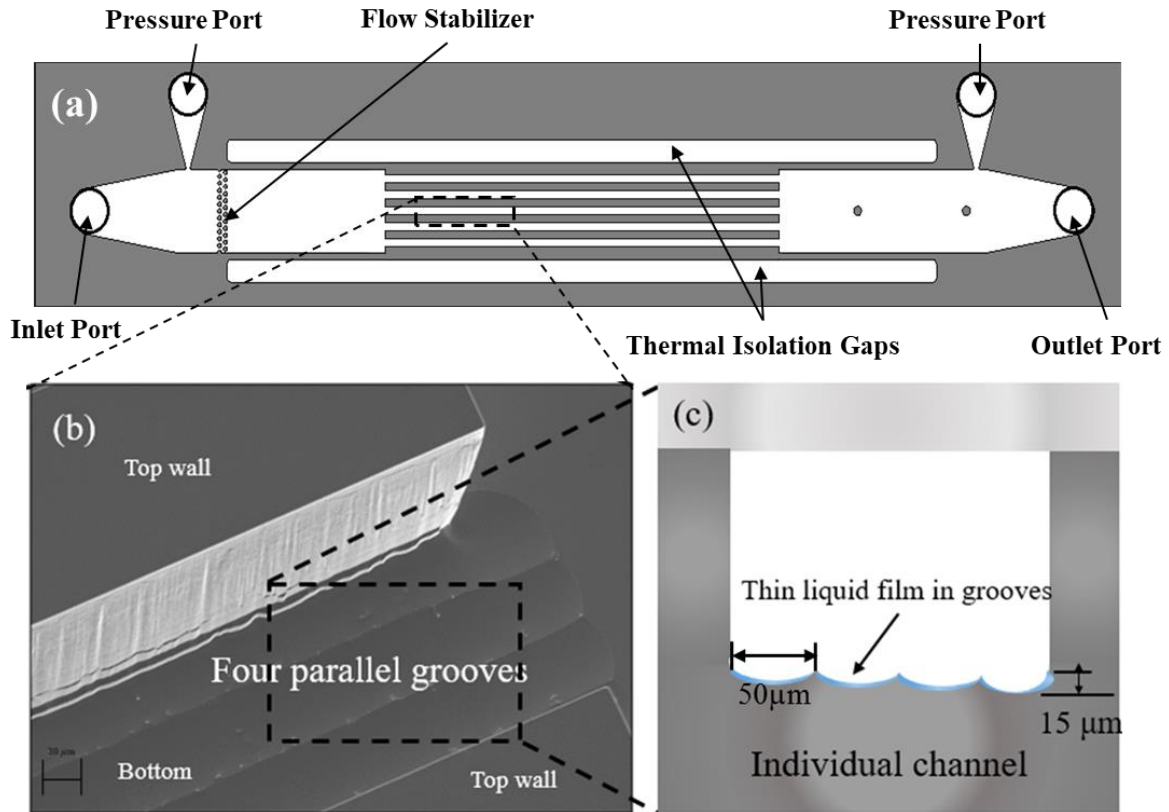 Pressure Port
Flow Stabilizer
Pressure Port
(a)
Inlet Port
Thermal Isolation Gaps
Outlet Port
(b)
Top wall
Four parallel grooves
Bottom
Top wall
(c)
Thin liquid film in grooves
50μm
15 μm
Individual channel